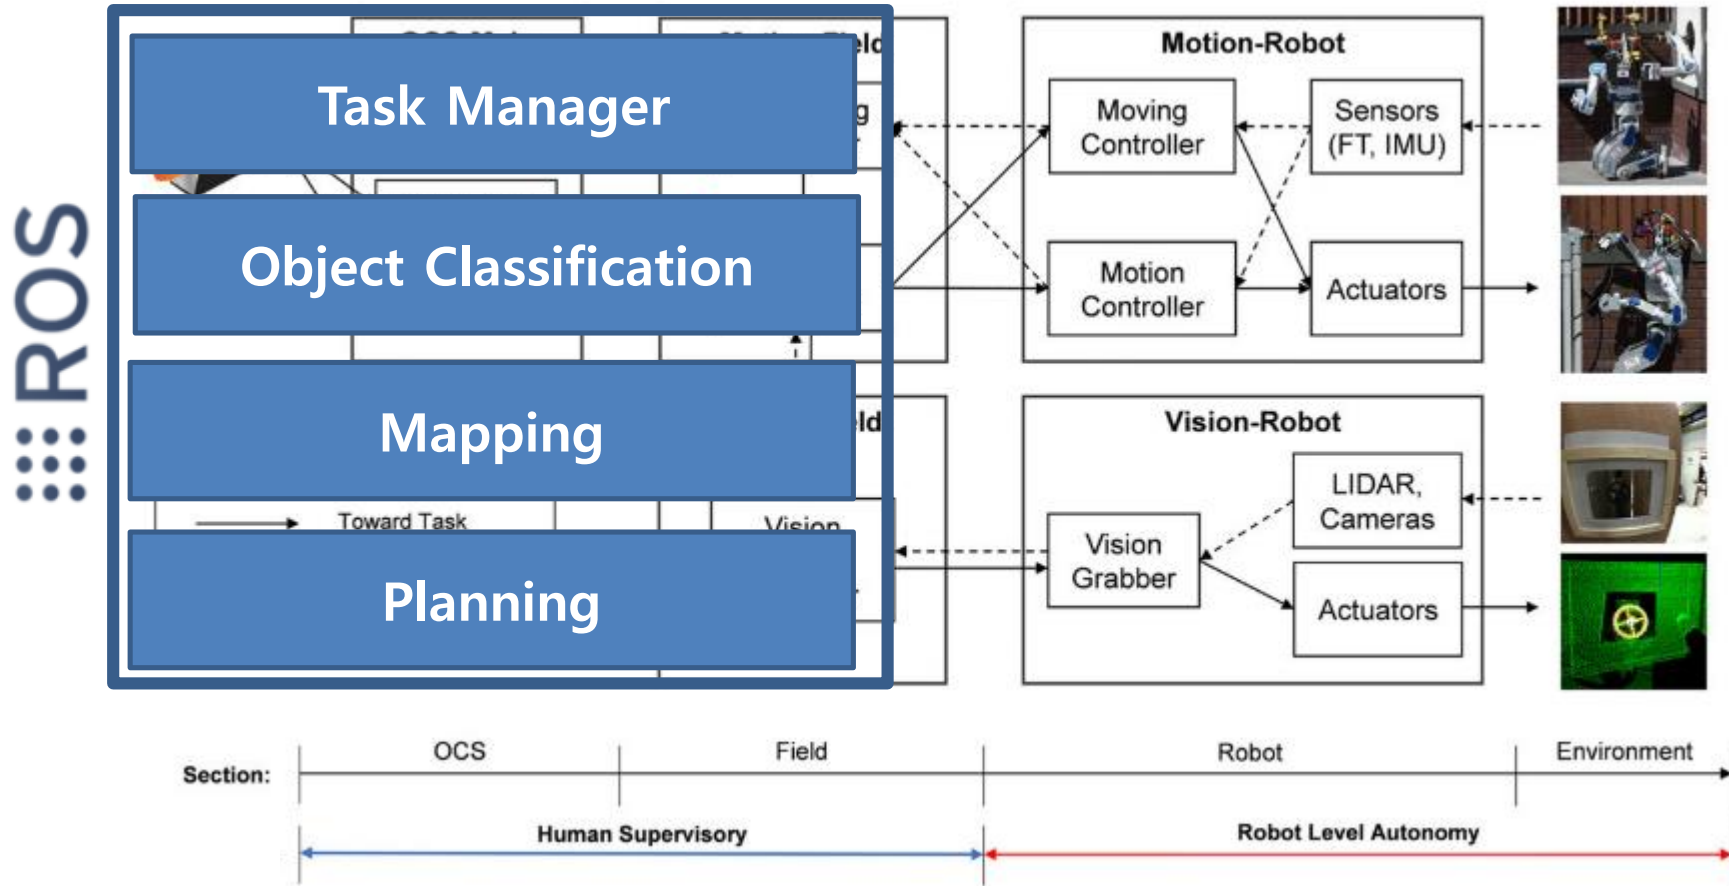 ROS
Task Manager
Object Classification
Mapping
Planning
Toward Task
Vision
Motion-Robot
Moving
Controller
Sensors
(FT, IMU)
Motion
Controller
Actuators
Vision-Robot
LIDAR,
Cameras
Vision
Grabber
Actuators
Section:
OCS
Field
Robot
Environment
Human Supervisory
Robot Level Autonomy